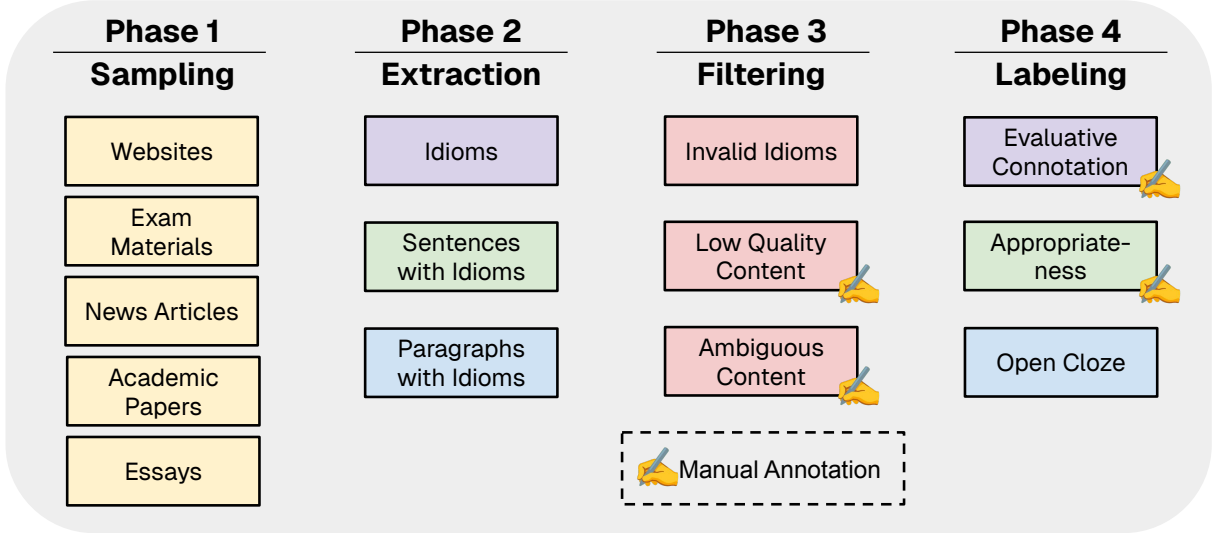 Phase 1
Sampling
Websites
Exam
Materials
News Articles
Academic
Papers
Essays
Phase 2
Extraction
Idioms
Sentences
with Idioms
Paragraphs
with Idioms
Phase 3
Filtering
Invalid Idioms
Low Quality
Content
Ambiguous
Content
Manual Annotation
Phase 4
Labeling
Evaluative
Connotation
Appropriate-
ness
Open Cloze